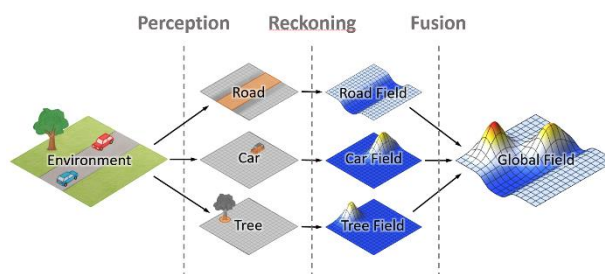 Perception
Reckoning
Fusion
Road
Road Field
Environment
Car
Car Field
Global Field
Tree
Tree Field